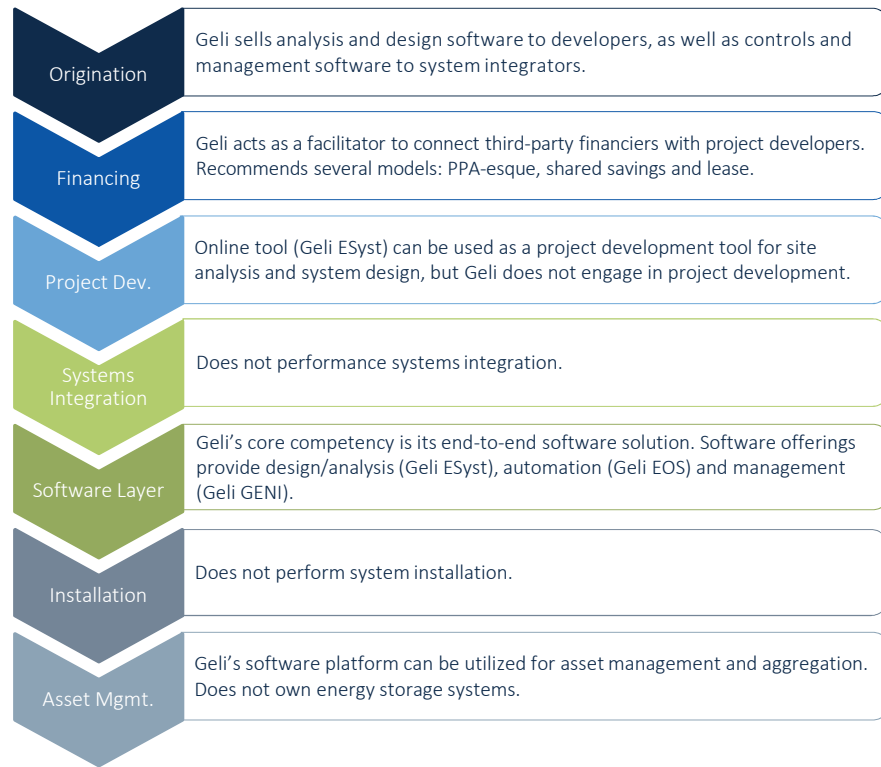 Origination
Geli sells analysis and design software to developers, as well as controls and
management software to system integrators.
Financing
Geli acts as a facilitator to connect third-party financiers with project developers.
Recommends several models: PPA-esque, shared savings and lease.
Project Dev.
Online tool (Geli ESyst) can be used as a project development tool for site
analysis and system design, but Geli does not engage in project development.
Systems
Integration
Does not performance systems integration.
Software Layer
Geli’s core competency is its end-to-end software solution. Software offerings
provide design/analysis (Geli ESyst), automation (Geli EOS) and management
(Geli GENI).
Installation
Does not perform system installation.
Asset Mgmt.
Geli’s software platform can be utilized for asset management and aggregation.
Does not own energy storage systems.